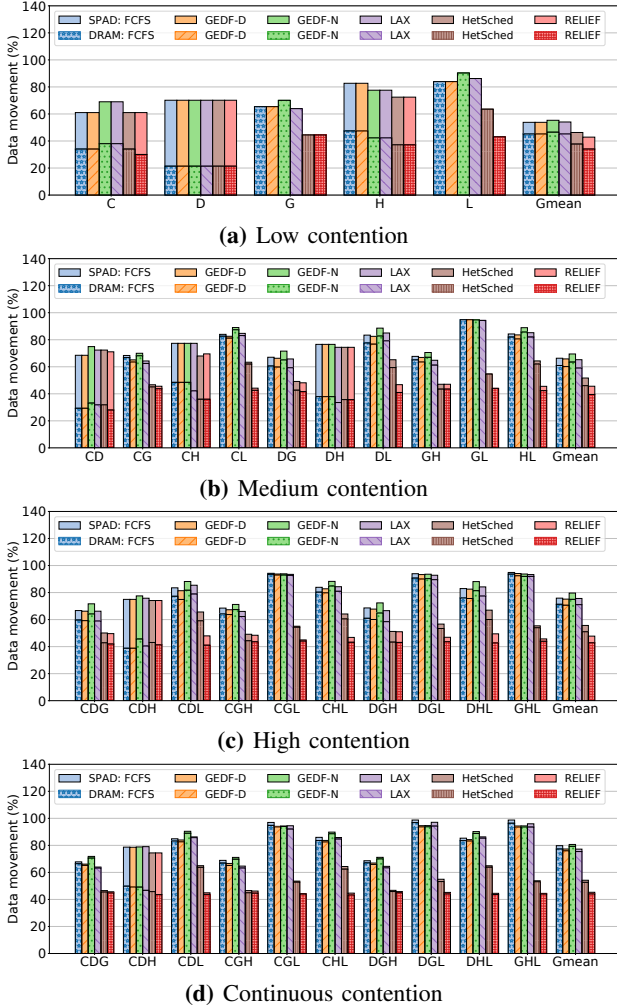 140
120
100
80
60
40
20
0
Data movement (%)
SPAD: FCFS GEDF-D GEDF-N LAX HetSched RELIEF
DRAM: FCFS GEDF-D GEDF-N LAX HetSched RELIEF
C D G H L Gmean
(a) Low contention
140
120
100
80
60
40
20
0
Data movement (%)
SPAD: FCFS GEDF-D GEDF-N LAX HetSched RELIEF
DRAM: FCFS GEDF-D GEDF-N LAX HetSched RELIEF
CD CG CH CL DG DH DL GH GL HL Gmean
(b) Medium contention
140
120
100
80
60
40
20
0
Data movement (%)
SPAD: FCFS GEDF-D GEDF-N LAX HetSched RELIEF
DRAM: FCFS GEDF-D GEDF-N LAX HetSched RELIEF
CDG CDH CDL CGH CGL CHL DGH DGL DHL GHL Gmean
(c) High contention
140
120
100
80
60
40
20
0
Data movement (%)
SPAD: FCFS GEDF-D GEDF-N LAX HetSched RELIEF
DRAM: FCFS GEDF-D GEDF-N LAX HetSched RELIEF
CDG CDH CDL CGH CGL CHL DGH DGL DHL GHL Gmean
(d) Continuous contention